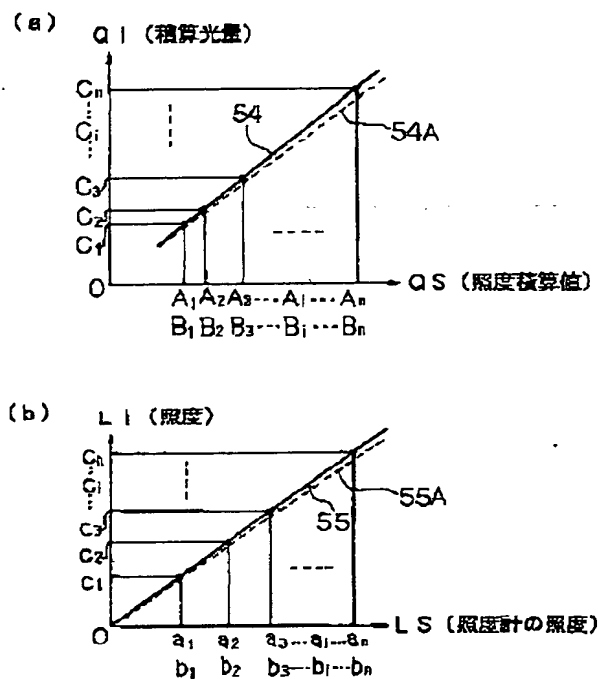 (a)
QI (積算光量)
Cn
Ci
C3
C2
C1
O
54
54A
A1 A2 A3…Ai…An
QS (照度積算値)
B1 B2 B3…Bi…Bn
(b)
LI (照度)
Cn
Ci
C3
C2
C1
O
55
55A
a1 a2 a3…ai…an
LS (照度計の照度)
b1 b2 b3…bi…bn